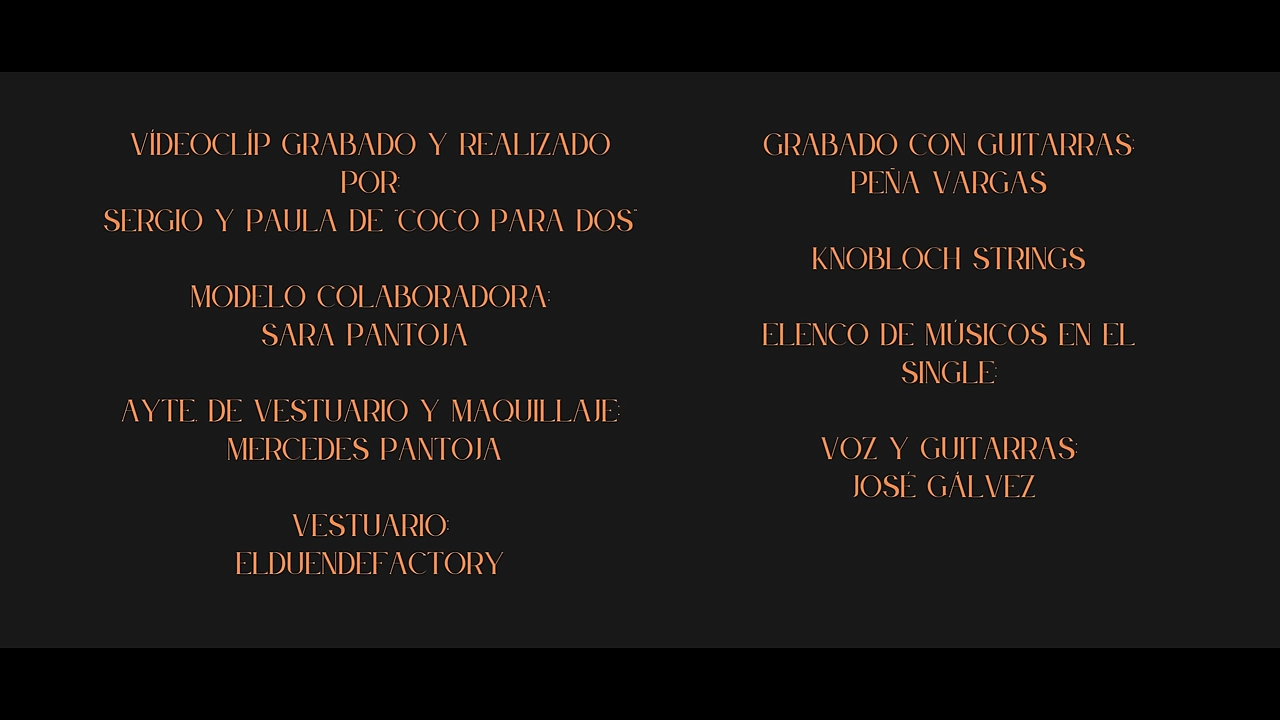 VÍDEOCLÍP GRABADO Y REALIZADO
POR:
SERGIO Y PAULA DE "COCO PARA DOS"
MODELO COLABORADORA:
SARA PANTOJA
AYTE. DE VESTUARIO Y MAQUILLAJE:
MERCEDES PANTOJA
VESTUARIO:
ELDUENDEFACTORY
GRABADO CON GUITARRAS:
PEÑA VARGAS
KNOBLOCH STRINGS
ELENCO DE MÚSICOS EN EL
SINGLE:
VOZ Y GUITARRAS:
JOSÉ GÁLVEZ